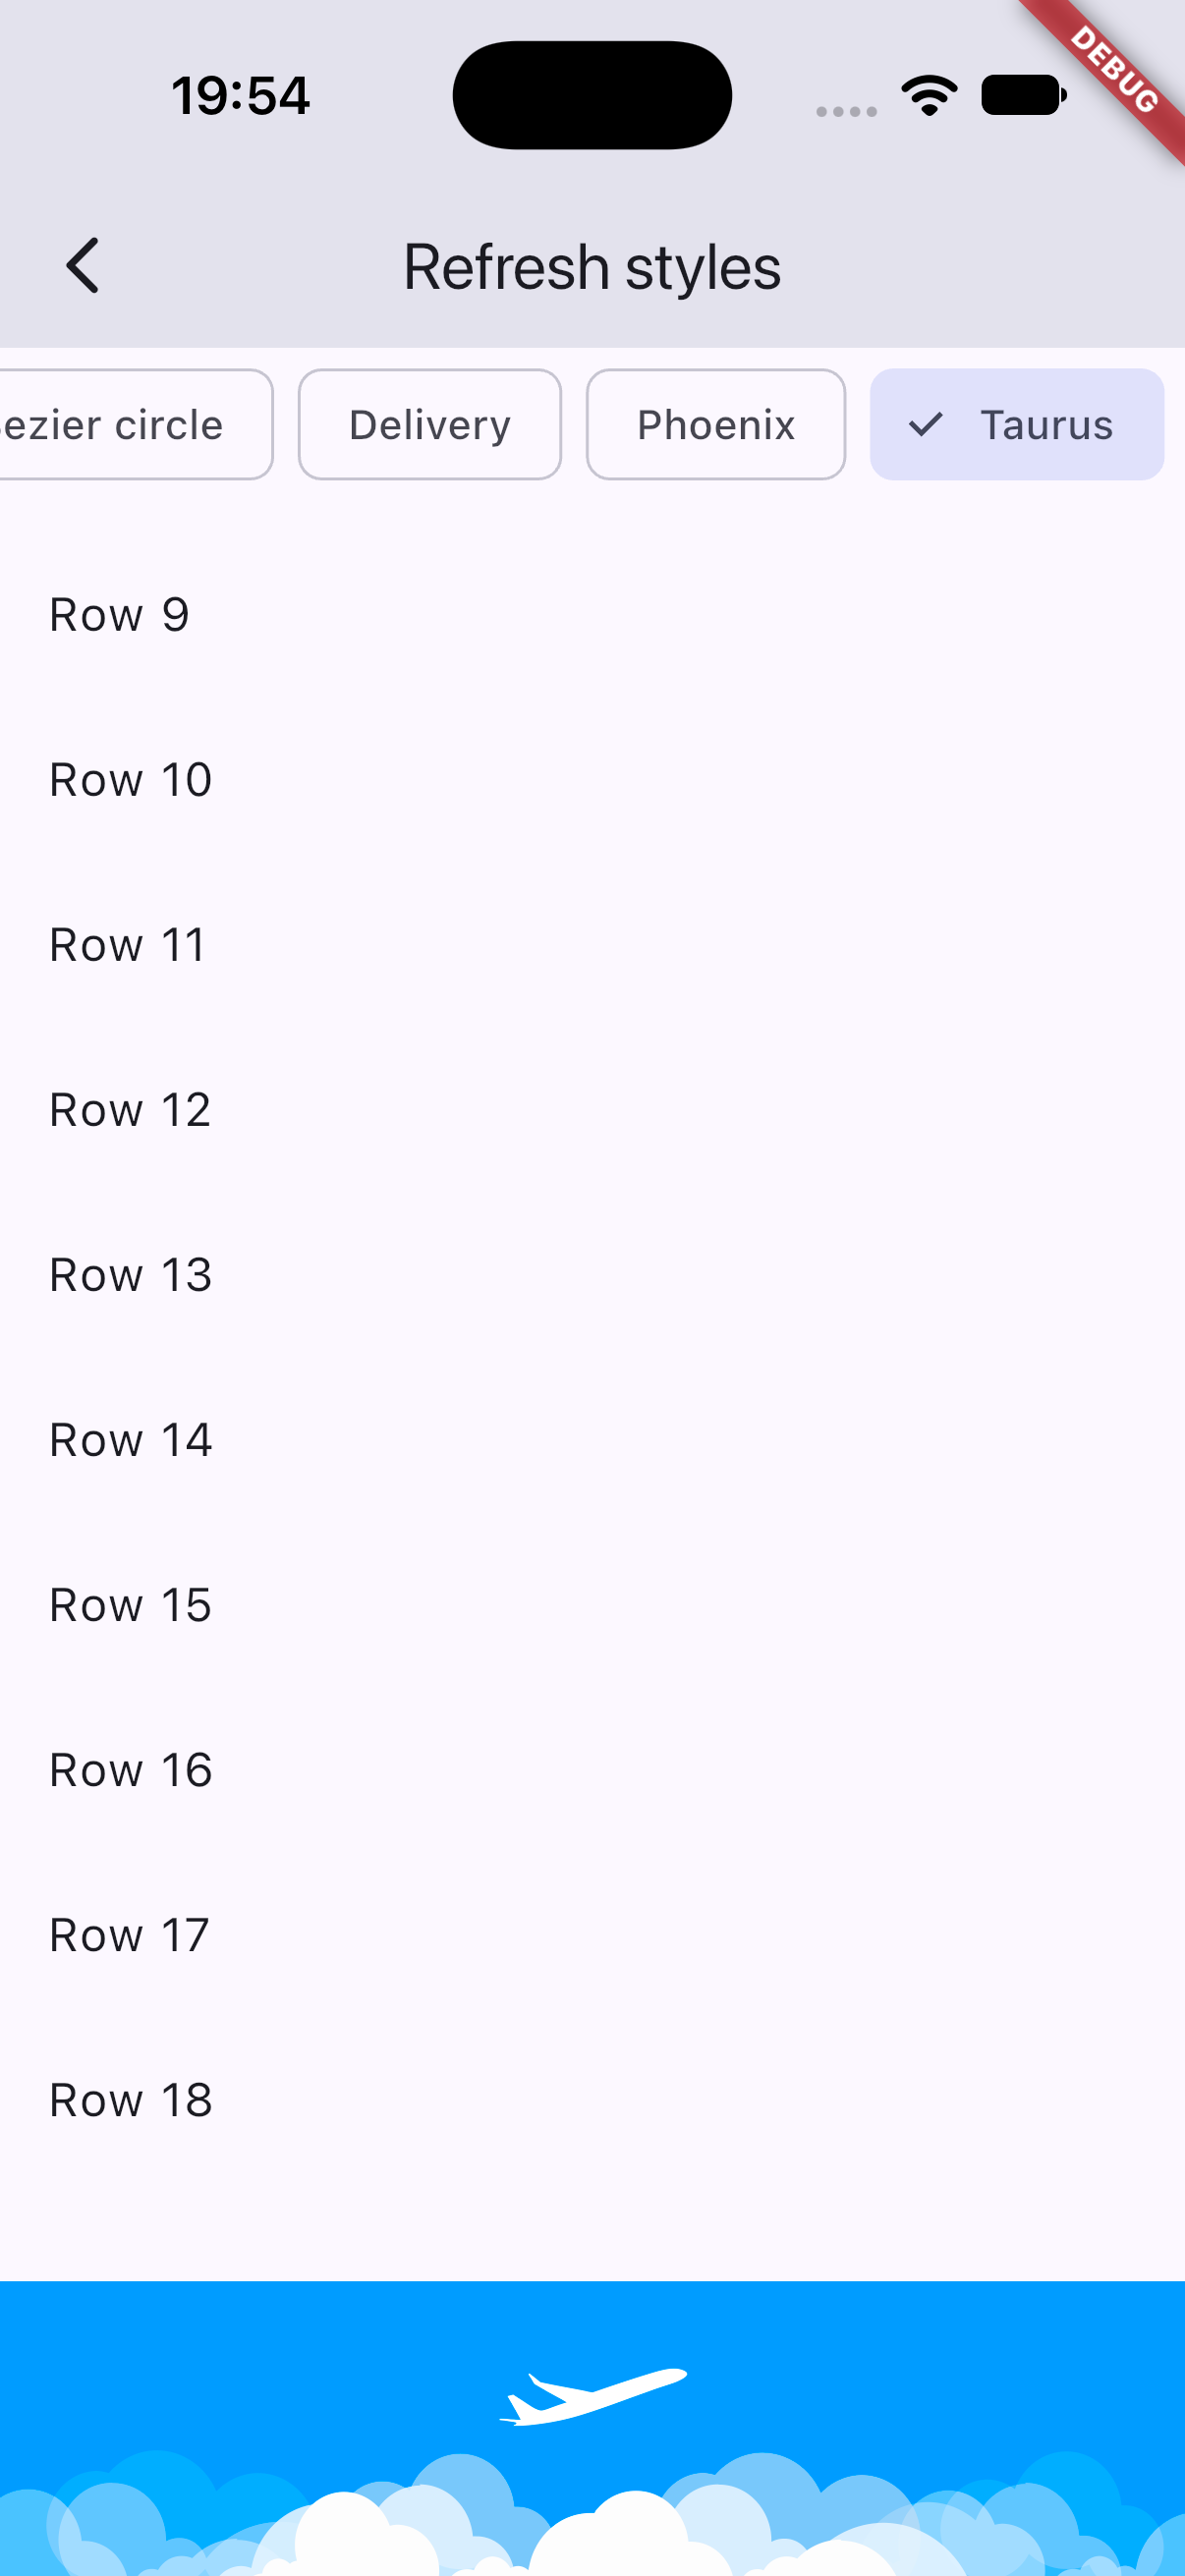 19:54
DEBUG
Refresh styles
ezier circle
Delivery
Phoenix
Taurus
Row 9
Row 10
Row 11
Row 12
Row 13
Row 14
Row 15
Row 16
Row 17
Row 18